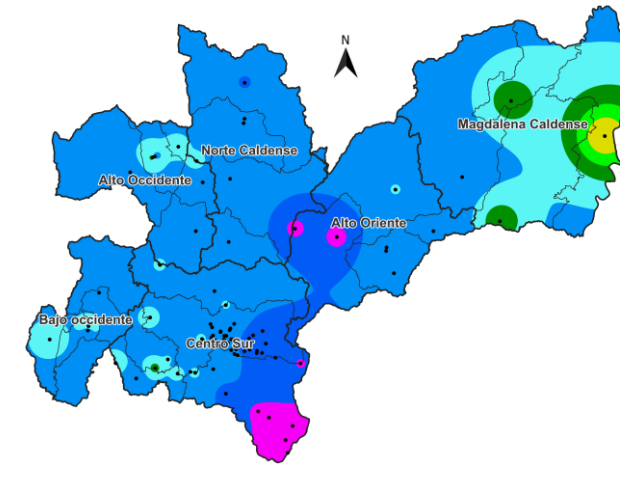 N
Magdalena Caldense
Norte Caldense
Alto Occidente
Alto Oriente
Bajo occidente
Centro Sur